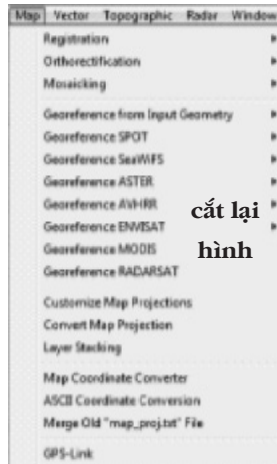 Map Vector Topographic Radar Window
Registration
Orthorectification
Mosaicking
Georeference from Input Geometry
Georeference SPOT
Georeference SeaWiFS
Georeference ASTER
Georeference AVHRR
Georeference ENVISAT
Georeference MODIS
Georeference RADARSAT
cắt lại
hình
Customize Map Projections
Convert Map Projection
Layer Stacking
Map Coordinate Converter
ASCII Coordinate Conversion
Merge Old "map_proj.txt" File
GPS-Link